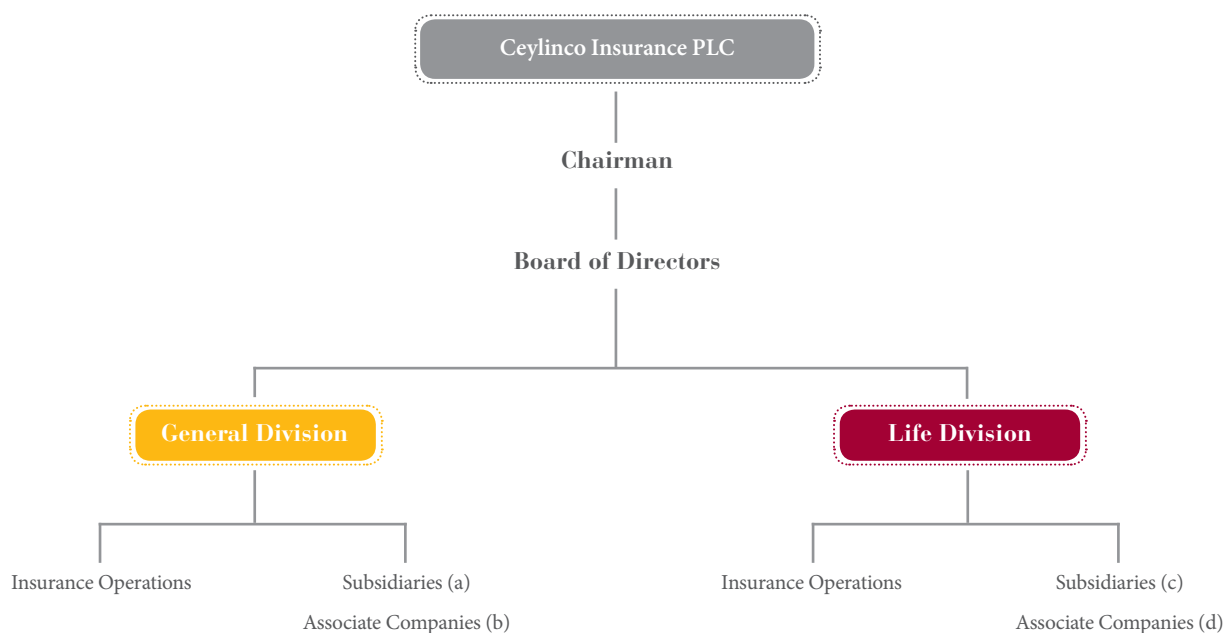 Ceylinco Insurance PLC
Chairman
Board of Directors
General Division
Life Division
Insurance Operations
Subsidiaries (a)
Associate Companies (b)
Insurance Operations
Subsidiaries (c)
Associate Companies (d)